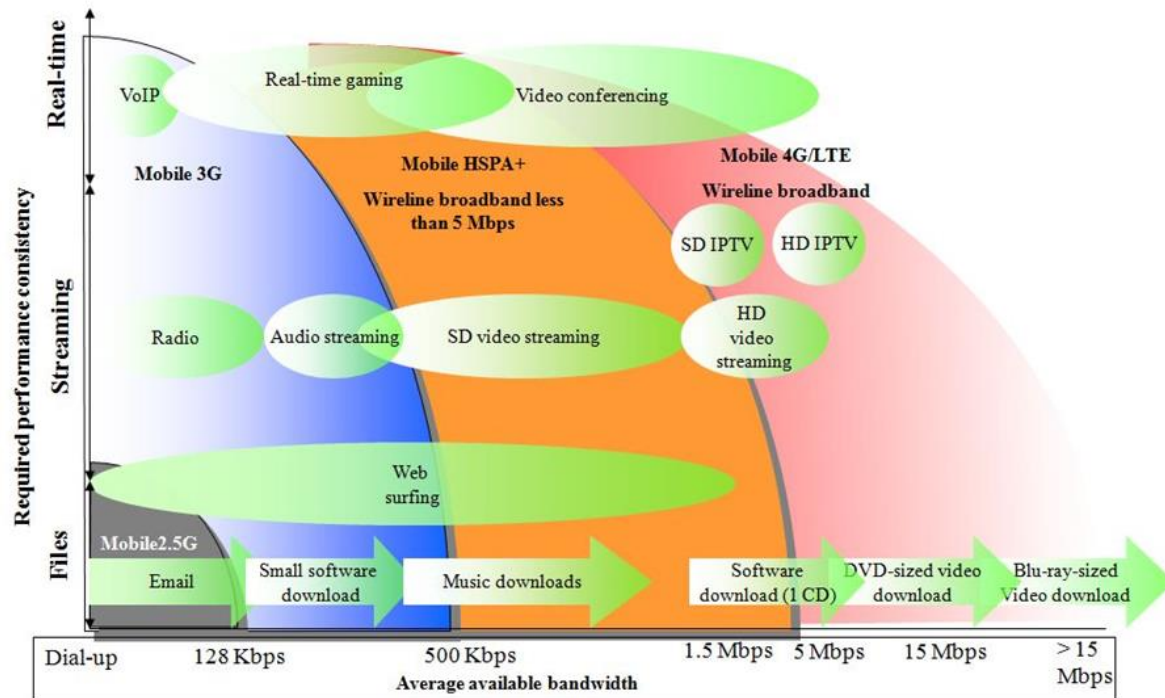 Real-time
Streaming
Files
Required performance consistency
VoIP
Real-time gaming
Video conferencing
Mobile 3G
Mobile HSPA+
Wireline broadband less
than 5 Mbps
Mobile 4G/LTE
Wireline broadband
SD IPTV
HD IPTV
Radio
Audio streaming
SD video streaming
HD
video
streaming
Web
surfing
Mobile2.5G
Email
Small software
download
Music downloads
Software
download (1 CD)
DVD-sized video
download
Blu-ray-sized
Video download
Dial-up
128 Kbps
500 Kbps
1.5 Mbps
5 Mbps
15 Mbps
> 15
Mbps
Average available bandwidth